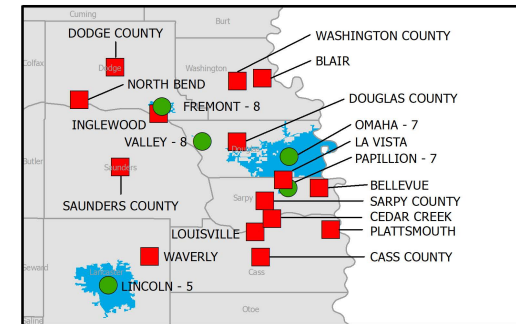 Cuming
Burt
DODGE COUNTY
WASHINGTON COUNTY
Colfax
Dodge
Washington
BLAIR
NORTH BEND
FREMONT - 8
DOUGLAS COUNTY
INGLEWOOD
OMAHA - 7
VALLEY - 8
LA VISTA
Butler
Saunders
PAPILLION - 7
BELLEVUE
Sarpy
SARPY COUNTY
SAUNDERS COUNTY
CEDAR CREEK
LOUISVILLE
PLATTSMOUTH
WAVERLY
CASS COUNTY
Seward
Lancaster
Cass
LINCOLN - 5
Otoe
Saline